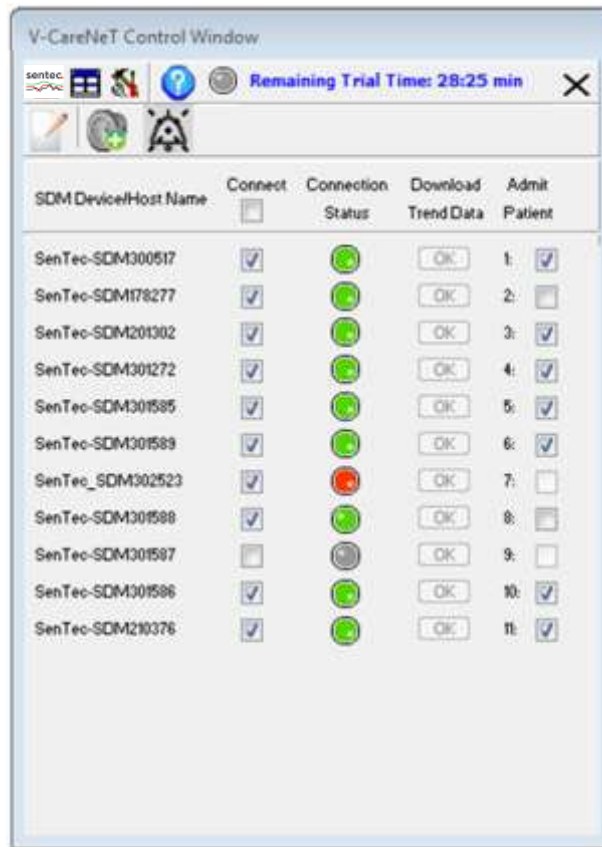 V-CareNeT Control Window
sentec.
Remaining Trial Time: 28:25 min
SDM Device/Host Name Connect Connection Status Download Trend Data Admit Patient
SenTec-SDM300517 OK 1:
SenTec-SDM178277 OK 2:
SenTec-SDM201302 OK 3:
SenTec-SDM301272 OK 4:
SenTec-SDM301585 OK 5:
SenTec-SDM301589 OK 6:
SenTec_SDM302523 OK 7:
SenTec-SDM301588 OK 8:
SenTec-SDM301587 OK 9:
SenTec-SDM301586 OK 10:
SenTec-SDM210376 OK 11: